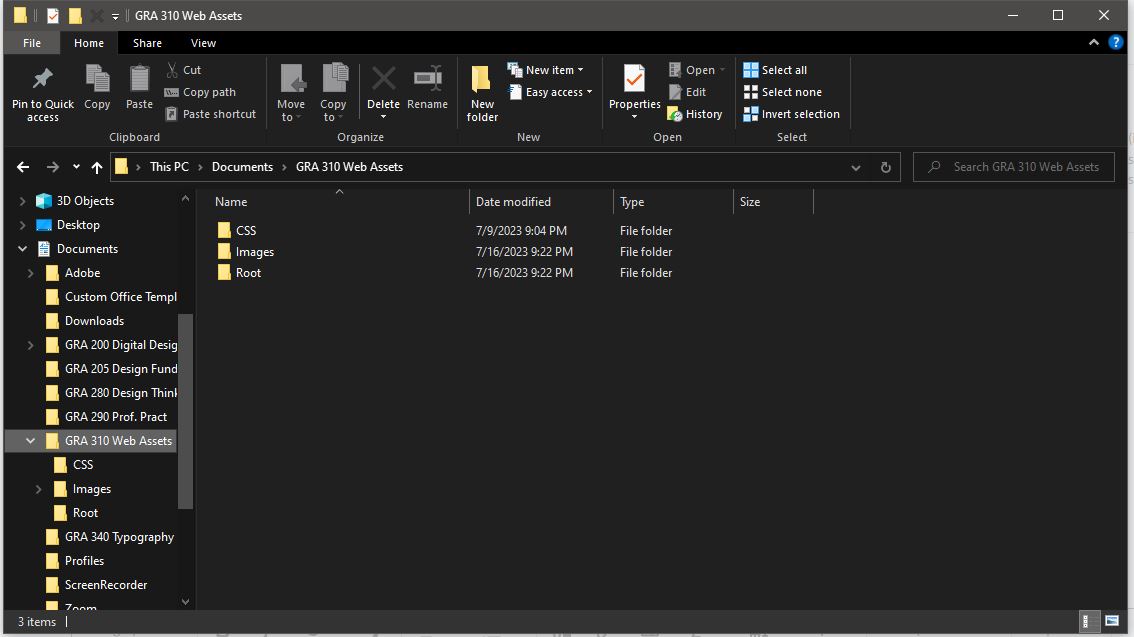 GRA 310 Web Assets
File Home Share View
Pin to Quick access
Copy
Paste
Cut
Copy path
Paste shortcut
Clipboard
Move to
Copy to
Delete
Rename
Organize
New folder
New item
Easy access
New
Properties
Open
Edit
History
Open
Select all
Select none
Invert selection
Select
This PC > Documents > GRA 310 Web Assets
Search GRA 310 Web Assets
3D Objects
Desktop
Documents
Adobe
Custom Office Templ
Downloads
GRA 200 Digital Desig
GRA 205 Design Fund
GRA 280 Design Think
GRA 290 Prof. Pract
GRA 310 Web Assets
CSS
Images
Root
GRA 340 Typography
Profiles
ScreenRecorder
Zoom
Name Date modified Type Size
CSS 7/9/2023 9:04 PM File folder
Images 7/16/2023 9:22 PM File folder
Root 7/16/2023 9:22 PM File folder
3 items